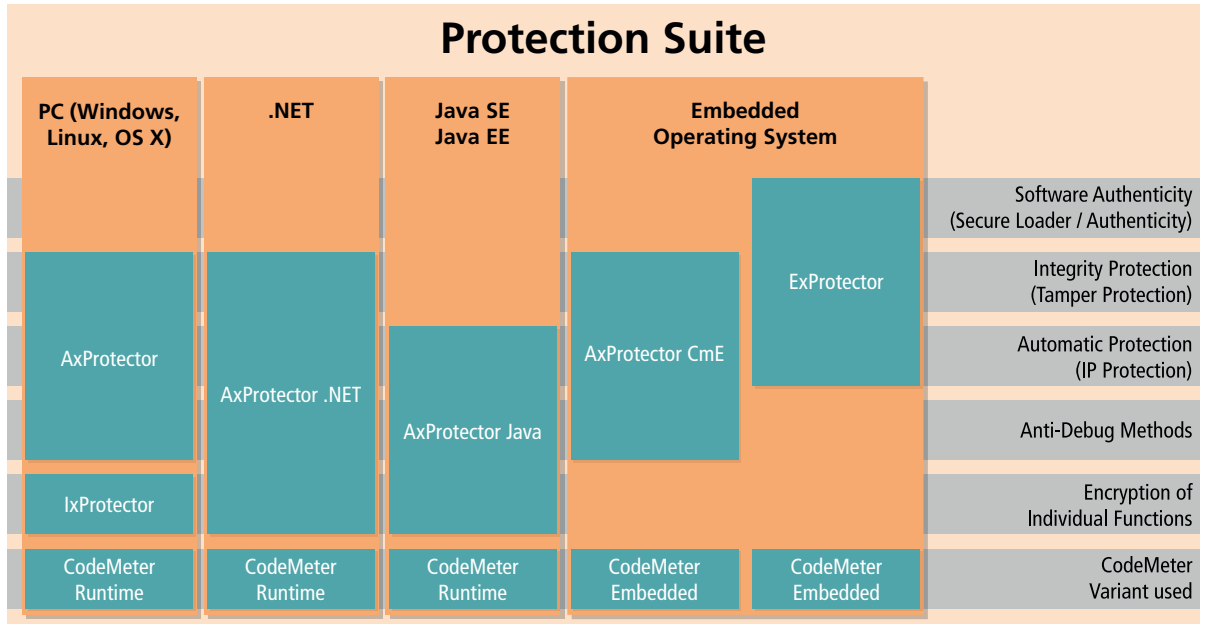 Protection Suite
PC (Windows,
Linux, OS X)
.NET
Java SE
Java EE
Embedded
Operating System
Software Authenticity
(Secure Loader / Authenticity)
ExProtector
Integrity Protection
(Tamper Protection)
AxProtector
AxProtector CmE
Automatic Protection
(IP Protection)
AxProtector .NET
AxProtector Java
Anti-Debug Methods
IxProtector
Encryption of
Individual Functions
CodeMeter
Runtime
CodeMeter
Runtime
CodeMeter
Runtime
CodeMeter
Embedded
CodeMeter
Embedded
CodeMeter
Variant used